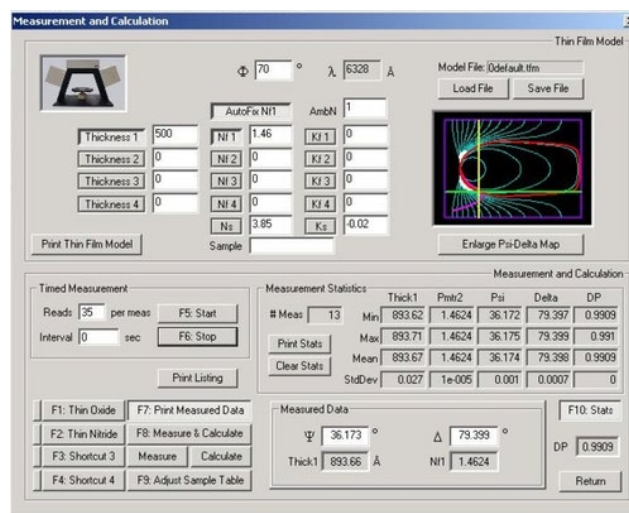 Measurement and Calculation
Thin Film Model
Φ 70 ° λ 6328 Å
Model File: 0default.tfm
Load File Save File
AutoFix Nf1 AmbN 1
Thickness 1 500 Nf 1 1.46 Kf 1 0
Thickness 2 0 Nf 2 0 Kf 2 0
Thickness 3 0 Nf 3 0 Kf 3 0
Thickness 4 0 Nf 4 0 Kf 4 0
Ns 3.85 Ks -0.02
Print Thin Film Model Sample Enlarge Psi-Delta Map
Measurement and Calculation
Timed Measurement
Reads 35 per meas F5: Start
Interval 0 sec F6: Stop
Print Listing
Measurement Statistics
Thick1 Pmtr2 Psi Delta DP
# Meas 13 Min 893.62 1.4624 36.172 79.397 0.9909
Print Stats Max 893.71 1.4624 36.175 79.399 0.991
Clear Stats Mean 893.67 1.4624 36.174 79.398 0.9909
StdDev 0.027 1e-005 0.001 0.0007 0
F1: Thin Oxide F7: Print Measured Data
F2: Thin Nitride F8: Measure & Calculate
F3: Shortcut 3 Measure Calculate
F4: Shortcut 4 F9: Adjust Sample Table
Measured Data
Ψ 36.173 ° Δ 79.399 °
Thick1 893.66 Å Nf1 1.4624
F10: Stats
DP 0.9909
Return